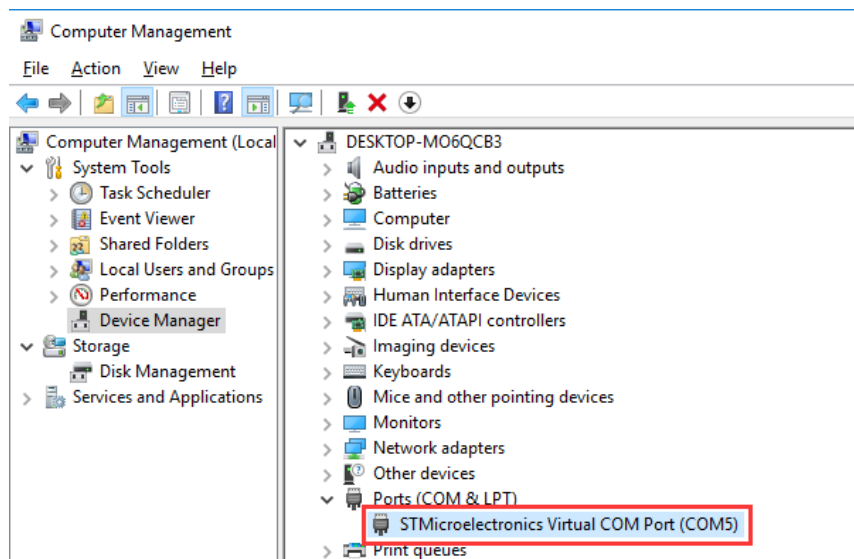 Computer Management
File Action View Help
Computer Management (Local
System Tools
Task Scheduler
Event Viewer
Shared Folders
Local Users and Groups
Performance
Device Manager
Storage
Disk Management
Services and Applications
DESKTOP-MO6QCB3
Audio inputs and outputs
Batteries
Computer
Disk drives
Display adapters
Human Interface Devices
IDE ATA/ATAPI controllers
Imaging devices
Keyboards
Mice and other pointing devices
Monitors
Network adapters
Other devices
Ports (COM & LPT)
STMicroelectronics Virtual COM Port (COM5)
Print queues